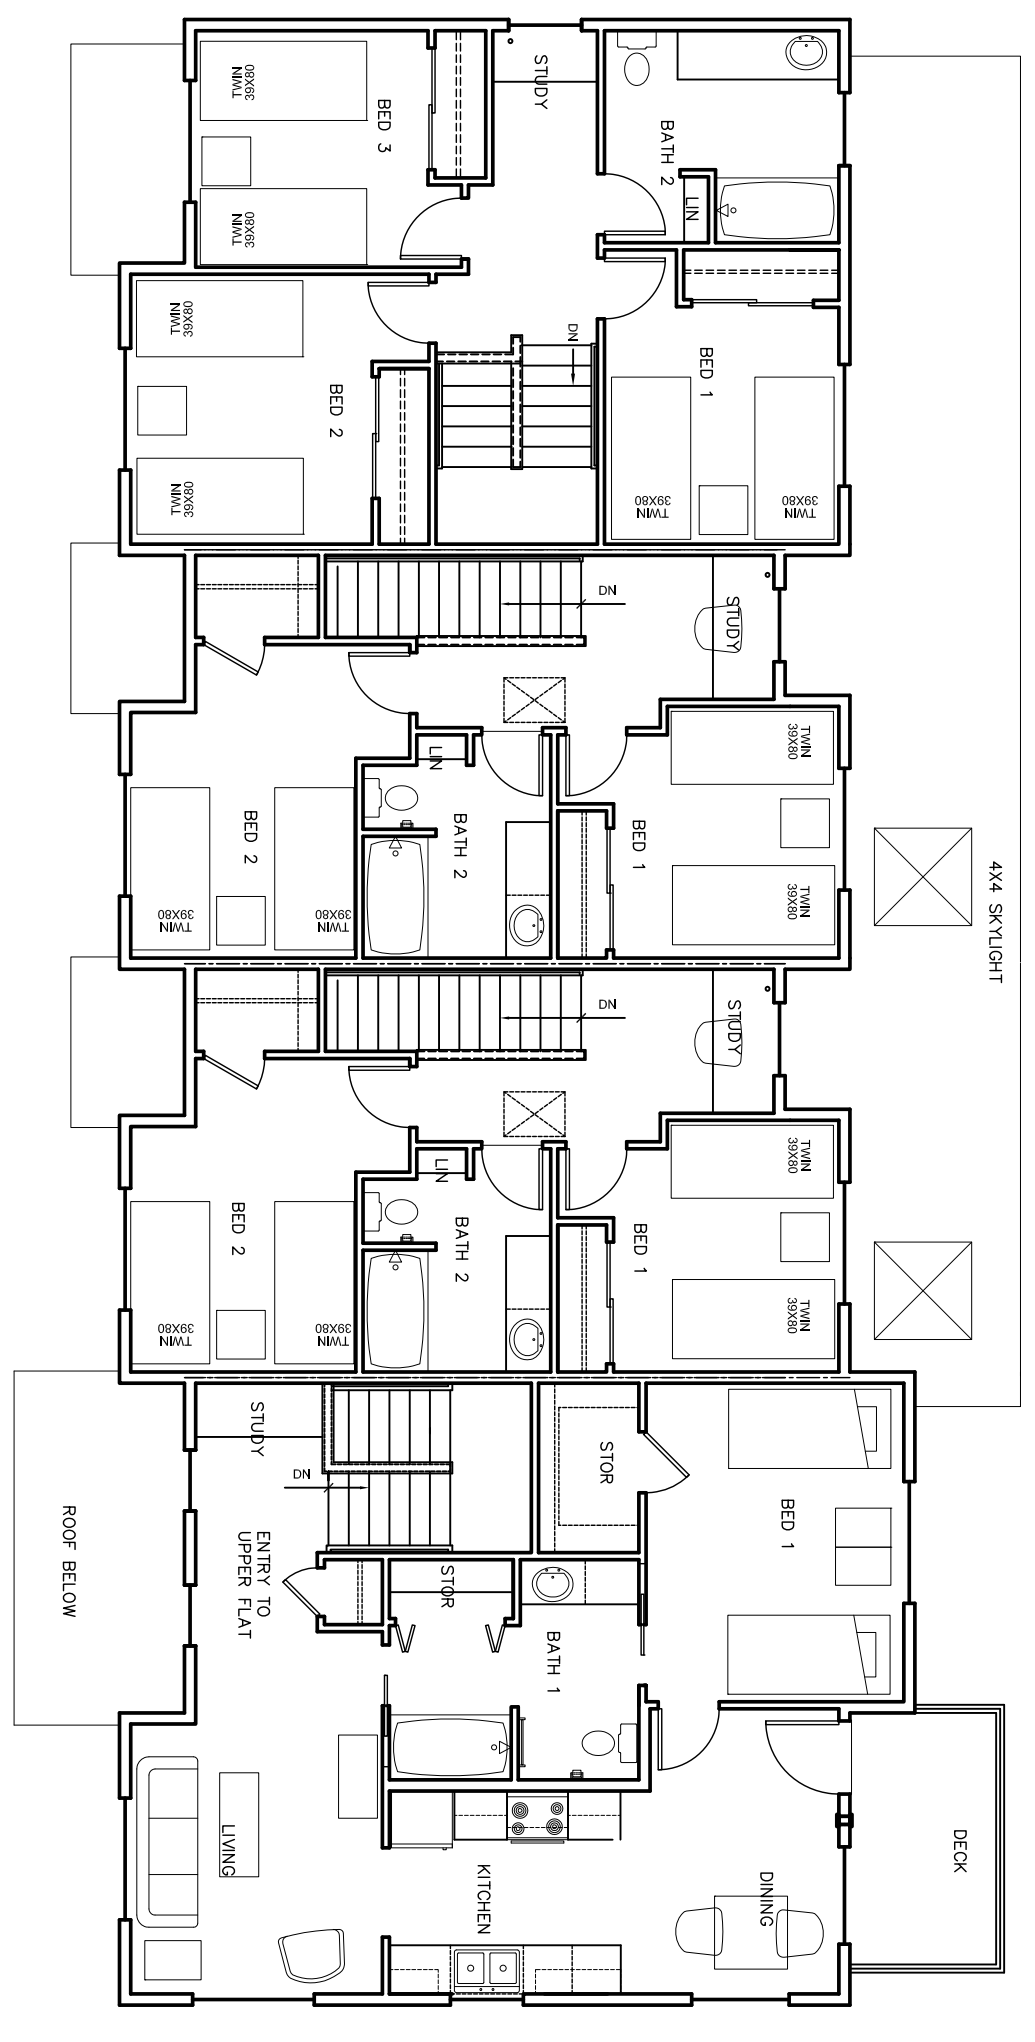 TWIN
39X80
BED 3
STUDY
BATH 2
LIN
TWIN
39X80
TWIN
39X80
BED 2
DN
BED 1
TWIN
39X80
TWIN
39X80
TWIN
39X80
DN
STUDY
LIN
TWIN
39X80
BED 2
BATH 2
BED 1
4X4 SKYLIGHT
TWIN
39X80
TWIN
39X80
TWIN
39X80
DN
STUDY
LIN
TWIN
39X80
BED 2
BATH 2
BED 1
TWIN
39X80
TWIN
39X80
TWIN
39X80
STUDY
DN
STOR
BED 1
ROOF BELOW
ENTRY TO
UPPER FLAT
STOR
BATH 1
LIVING
KITCHEN
DINING
DECK